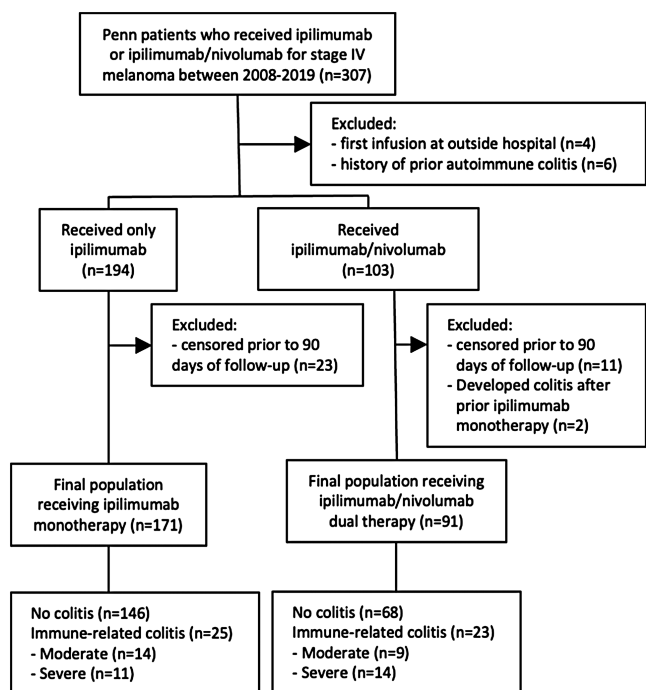 Penn patients who received ipilimumab
or ipilimumab/nivolumab for stage IV
melanoma between 2008-2019 (n=307)
Excluded:
- first infusion at outside hospital (n=4)
- history of prior autoimmune colitis (n=6)
Received only
ipilimumab
(n=194)
Received
ipilimumab/nivolumab
(n=103)
Excluded:
- censored prior to 90
days of follow-up (n=23)
Excluded:
- censored prior to 90
days of follow-up (n=11)
- Developed colitis after
prior ipilimumab
monotherapy (n=2)
Final population
receiving ipilimumab
monotherapy (n=171)
Final population receiving
ipilimumab/nivolumab
dual therapy (n=91)
No colitis (n=146)
Immune-related colitis (n=25)
- Moderate (n=14)
- Severe (n=11)
No colitis (n=68)
Immune-related colitis (n=23)
- Moderate (n=9)
- Severe (n=14)